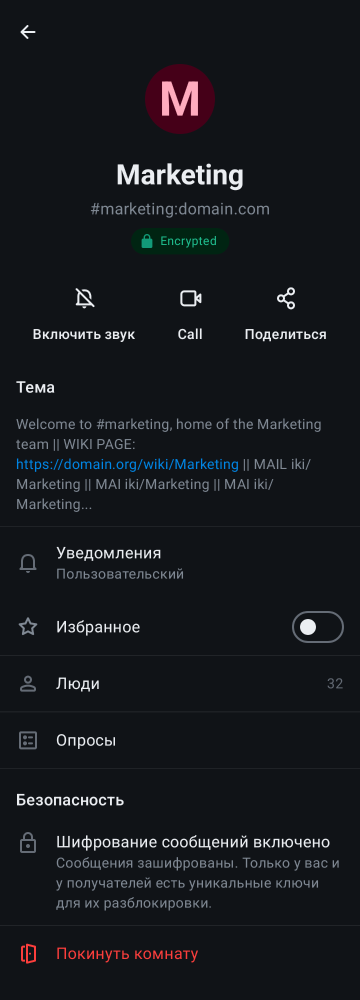 M
Marketing
#marketing:domain.com
Encrypted
Включить звук
Call
Поделиться
Тема
Welcome to #marketing, home of the Marketing
team || WIKI PAGE:
https://domain.org/wiki/Marketing || MAIL iki/
Marketing || MAI iki/Marketing || MAI iki/
Marketing...
Уведомления
Пользовательский
Избранное
Люди
32
Опросы
Безопасность
Шифрование сообщений включено
Сообщения зашифрованы. Только у вас и
у получателей есть уникальные ключи
для их разблокировки.
Покинуть комнату